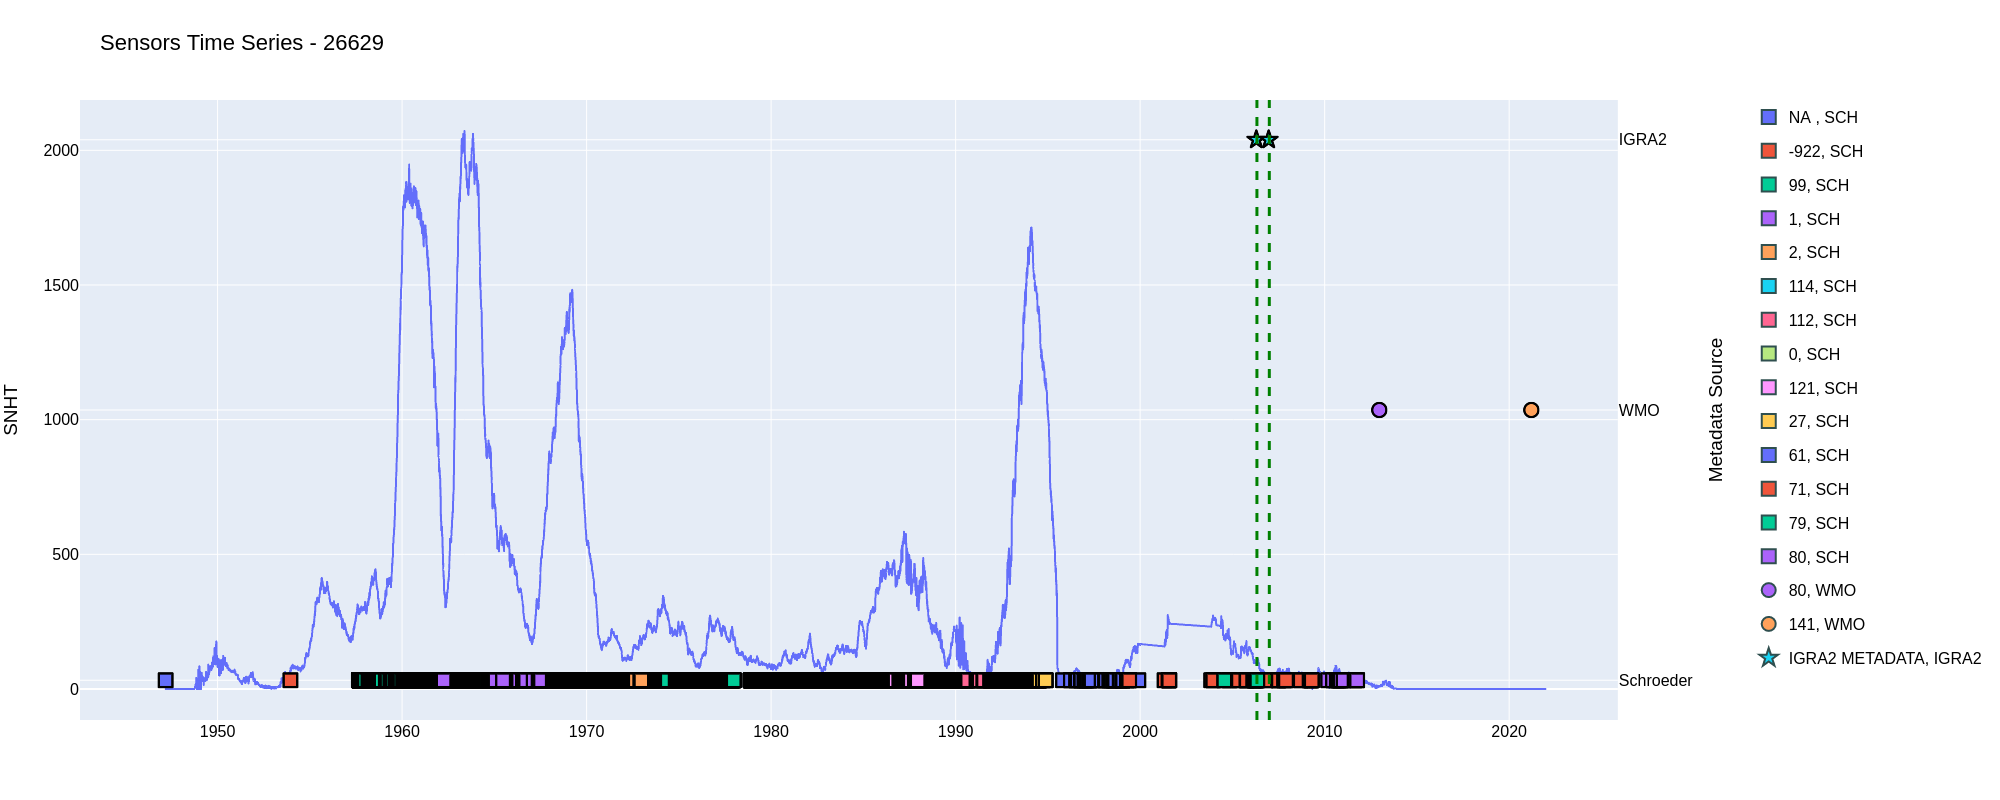 Sensors Time Series - 26629
SNHT
2000
1500
1000
500
0
1950
1960
1970
1980
1990
2000
2010
2020
IGRA2
WMO
Schroeder
Metadata Source
NA , SCH
-922, SCH
99, SCH
1, SCH
2, SCH
114, SCH
112, SCH
0, SCH
121, SCH
27, SCH
61, SCH
71, SCH
79, SCH
80, SCH
80, WMO
141, WMO
IGRA2 METADATA, IGRA2